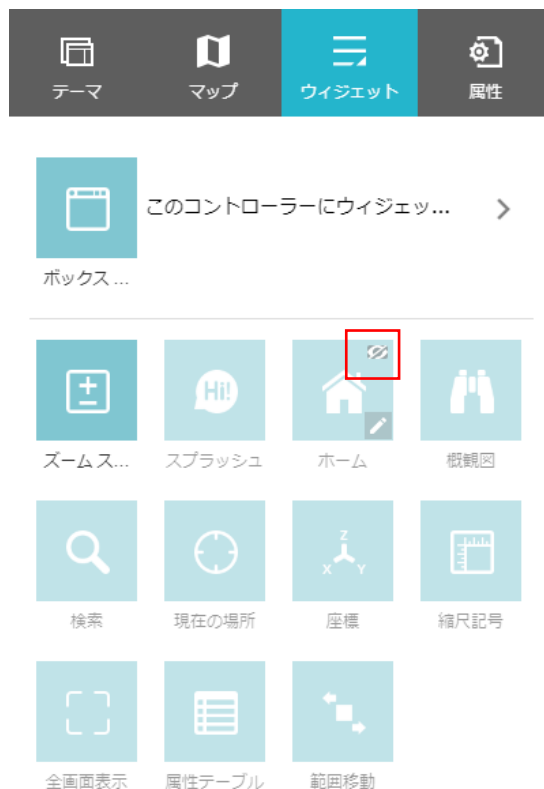 テーマ マップ ウィジェット 属性
このコントローラーにウィジェッ...
ボックス...
Hi!
ズームス... スプラッシュ ホーム 概観図
Z
X Y
検索 現在の場所 座標 縮尺記号
全画面表示 属性テーブル 範囲移動